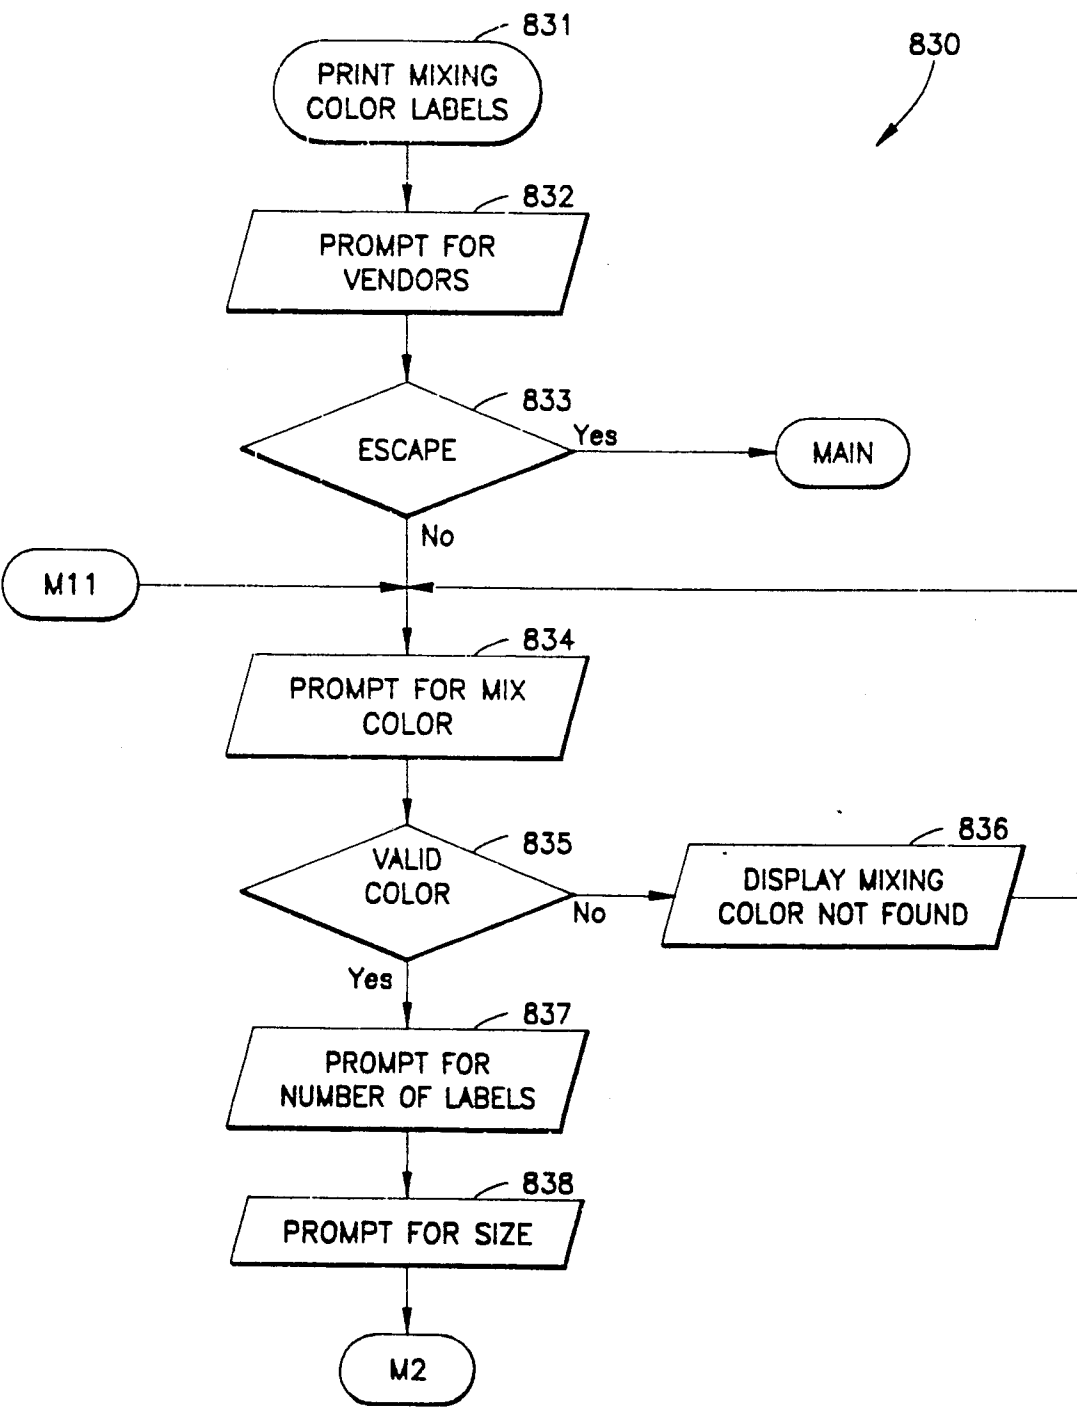 831
830
PRINT MIXING
COLOR LABELS
832
PROMPT FOR
VENDORS
833
ESCAPE
Yes
MAIN
No
M11
834
PROMPT FOR MIX
COLOR
835
VALID
COLOR
No
836
DISPLAY MIXING
COLOR NOT FOUND
Yes
837
PROMPT FOR
NUMBER OF LABELS
838
PROMPT FOR SIZE
M2